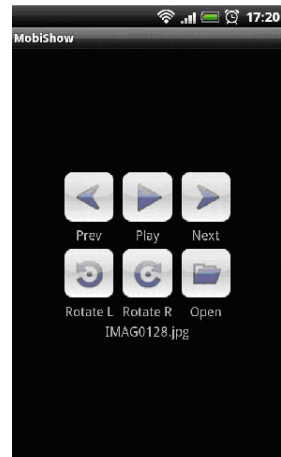 17:20
MobiShow
Prev Play Next
Rotate L Rotate R Open
IMAG0128.jpg